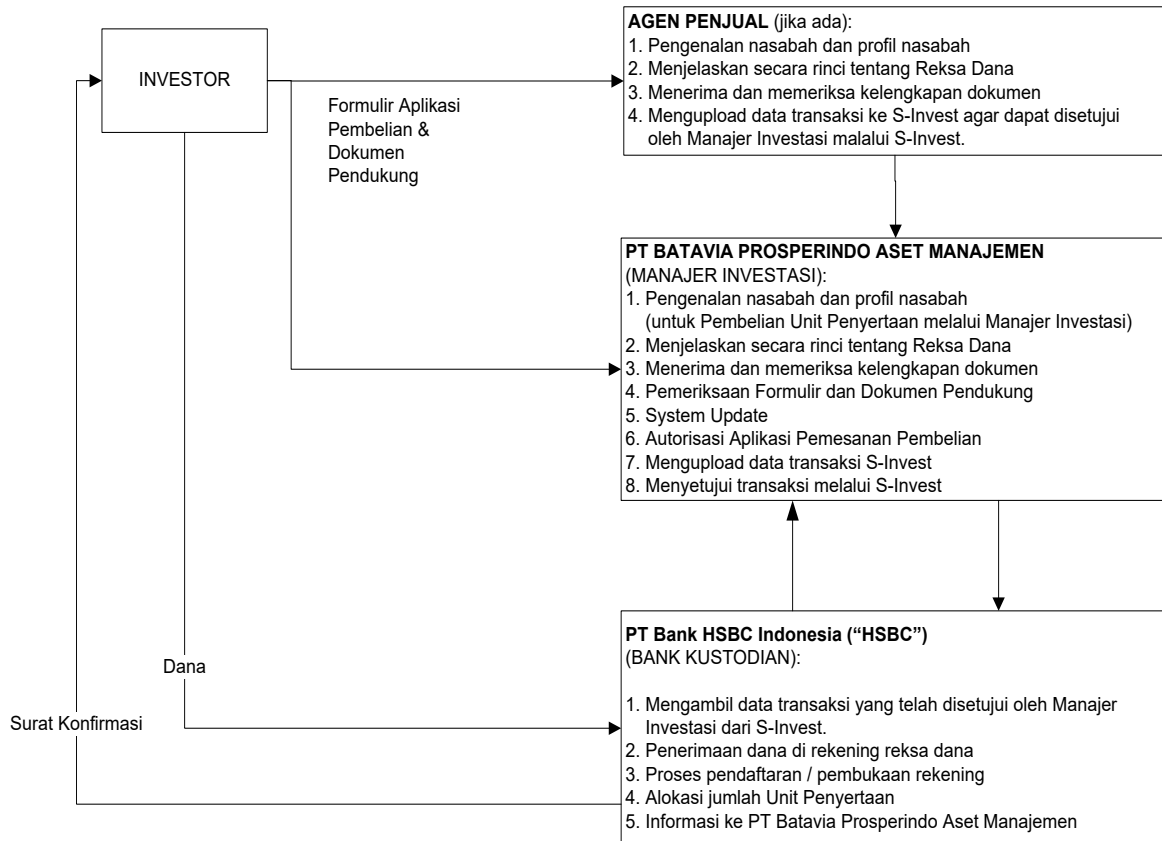 INVESTOR
Formulir Aplikasi
Pembelian &
Dokumen
Pendukung
AGEN PENJUAL (jika ada):
1. Pengenalan nasabah dan profil nasabah
2. Menjelaskan secara rinci tentang Reksa Dana
3. Menerima dan memeriksa kelengkapan dokumen
4. Mengupload data transaksi ke S-Invest agar dapat disetujui
oleh Manajer Investasi malalui S-Invest.
PT BATAVIA PROSPERINDO ASET MANAJEMEN
(MANAJER INVESTASI):
1. Pengenalan nasabah dan profil nasabah
(untuk Pembelian Unit Penyertaan melalui Manajer Investasi)
2. Menjelaskan secara rinci tentang Reksa Dana
3. Menerima dan memeriksa kelengkapan dokumen
4. Pemeriksaan Formulir dan Dokumen Pendukung
5. System Update
6. Autorisasi Aplikasi Pemesanan Pembelian
7. Mengupload data transaksi S-Invest
8. Menyetujui transaksi melalui S-Invest
Dana
Surat Konfirmasi
PT Bank HSBC Indonesia (“HSBC”)
(BANK KUSTODIAN):
1. Mengambil data transaksi yang telah disetujui oleh Manajer
Investasi dari S-Invest.
2. Penerimaan dana di rekening reksa dana
3. Proses pendaftaran / pembukaan rekening
4. Alokasi jumlah Unit Penyertaan
5. Informasi ke PT Batavia Prosperindo Aset Manajemen